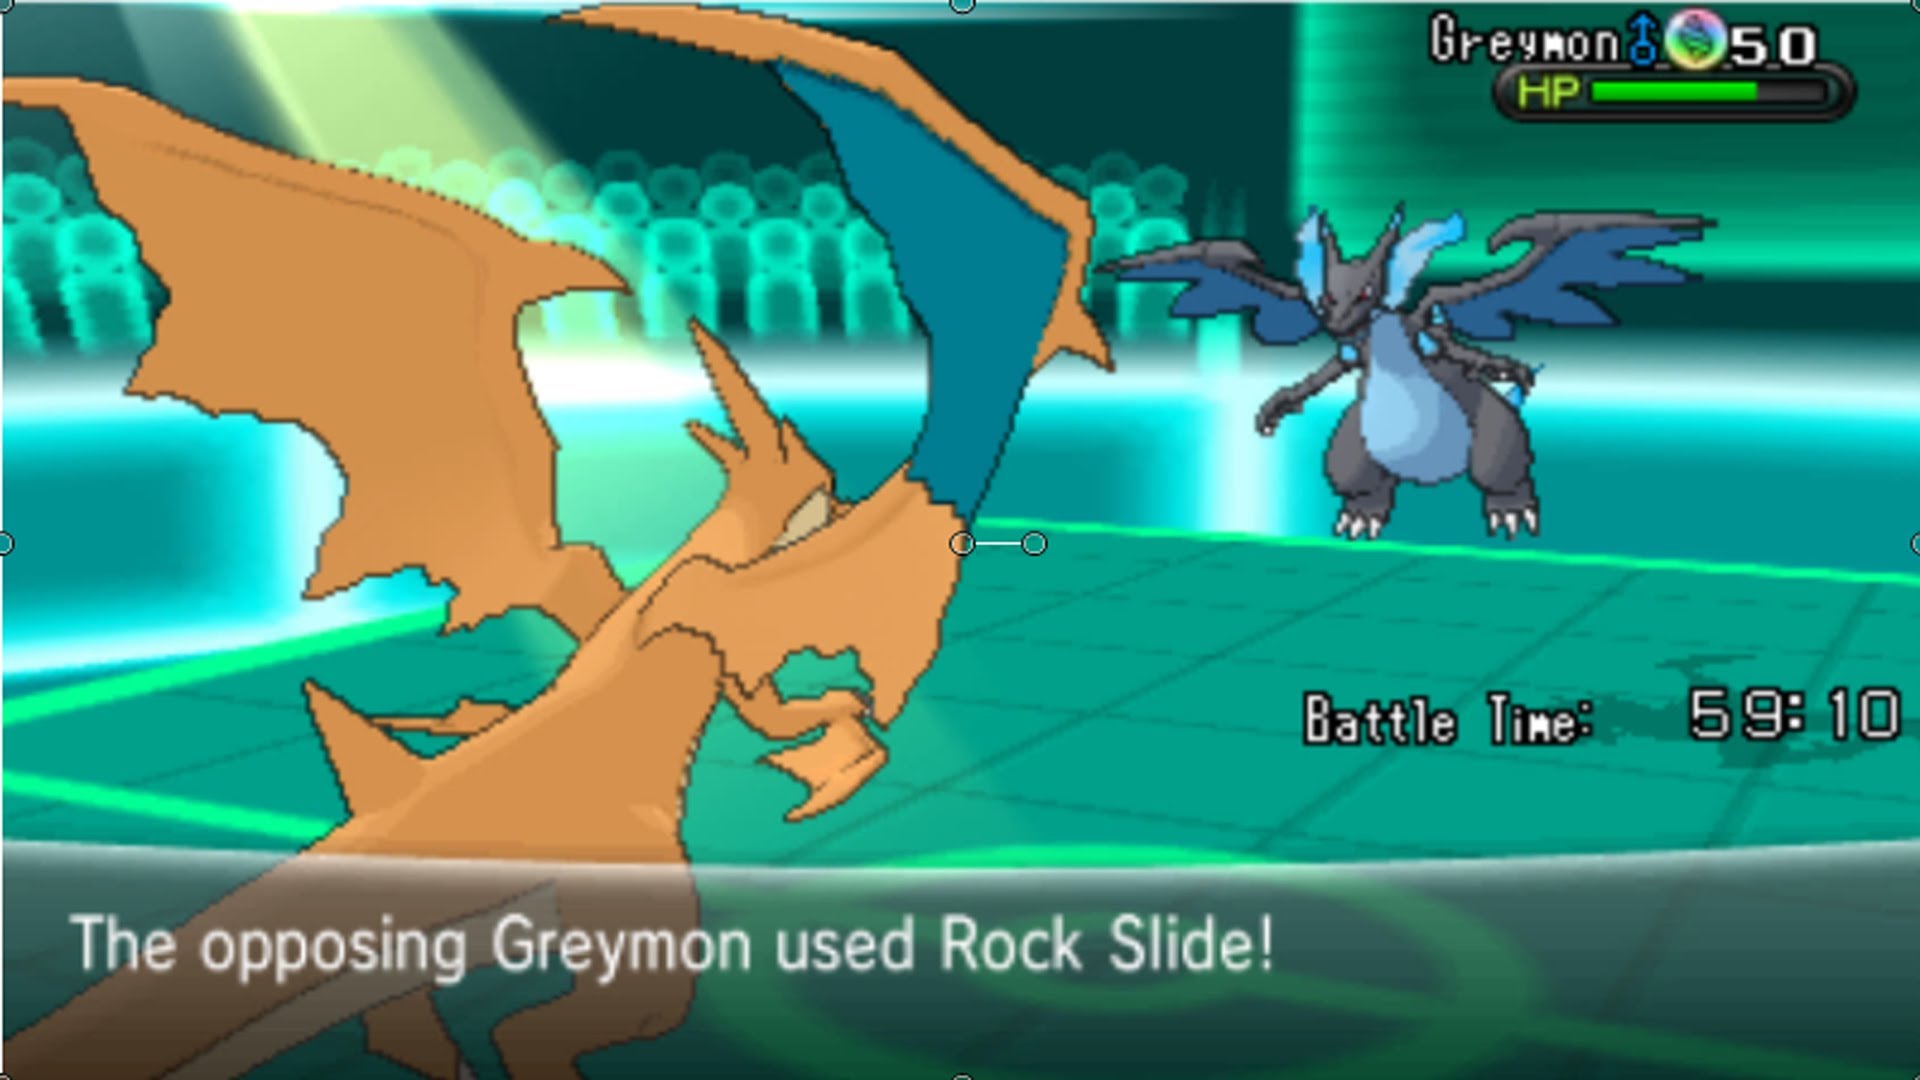 Greymon♂ 50
HP
Battle Time: 59:10
The opposing Greymon used Rock Slide!